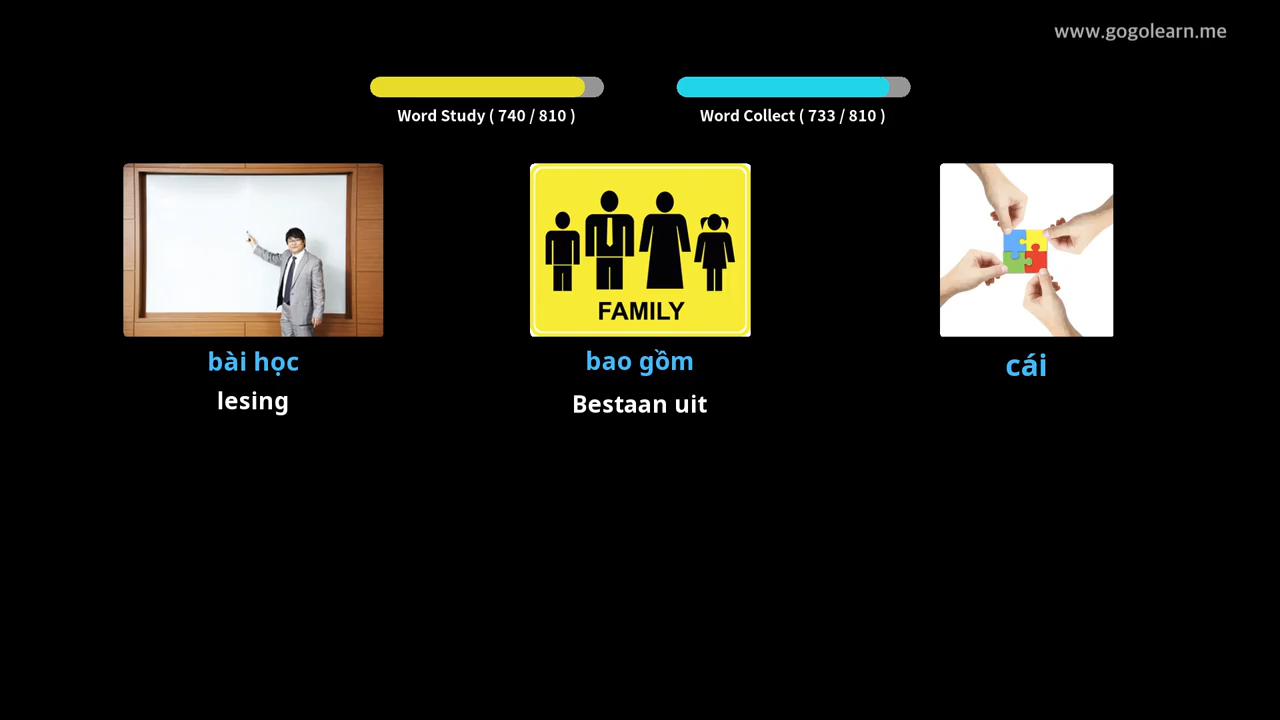 www.gogolearn.me
Word Study ( 740 / 810 )
Word Collect ( 733 / 810 )
FAMILY
bài học
bao gồm
cái
lesing
Bestaan uit